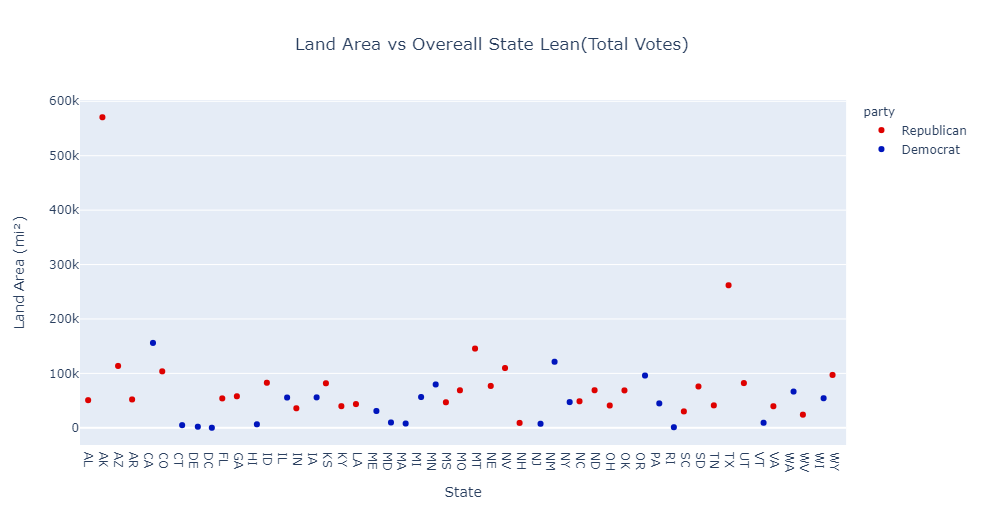 Land Area vs Overeall State Lean(Total Votes)
party
Republican
Democrat
600k
500k
400k
300k
200k
100k
0
Land Area (mi²)
AL AK AZ AR CA CO CT DE DC FL GA HI ID IL IN IA KS KY LA ME MD MA MI MN MS MO MT NE NV NH NJ NM NY NC ND OH OK OR PA RI SC SD TN TX UT VT VA WA WV WI WY
State